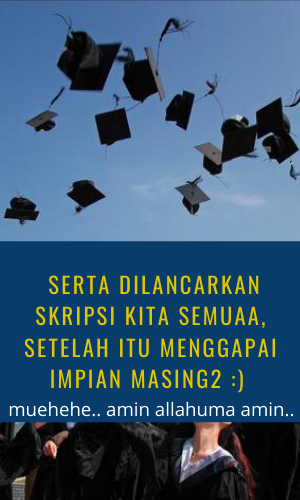 SERTA DILANCARKAN
SKRIPSI KITA SEMUAA,
SETELAH ITU MENGGAPAI
IMPIAN MASING2 :)
muehehe.. amin allahuma amin..